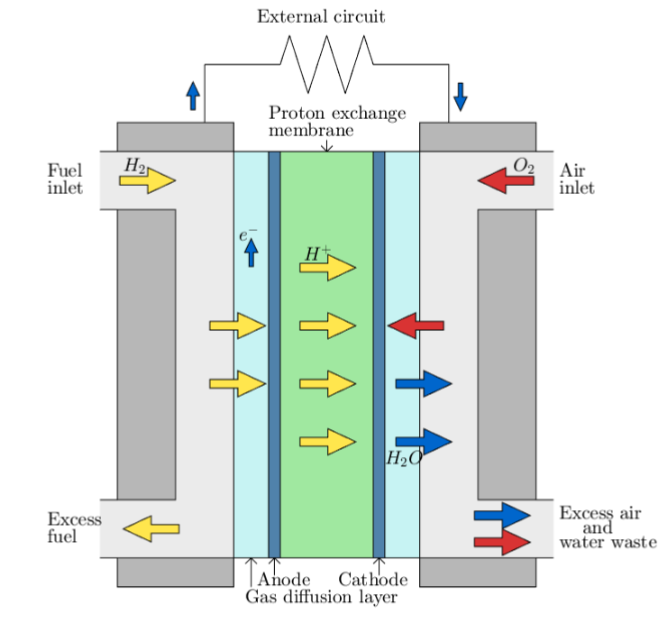 External circuit
Proton exchange
membrane
Fuel
inlet
H₂
O₂
Air
inlet
e⁻
H⁺
H₂O
Excess
fuel
Excess air
and
water waste
Anode
Cathode
Gas diffusion layer